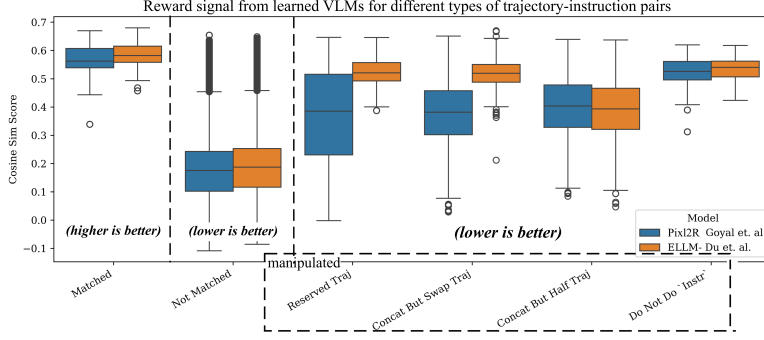 Reward signal from learned VLMs for different types of trajectory-instruction pairs
Cosine Sim Score
0.7
0.6
0.5
0.4
0.3
0.2
0.1
0.0
−0.1
(higher is better)
(lower is better)
(lower is better)
Model
Pixl2R Goyal et. al
ELLM- Du et. al.
manipulated
Matched
Not Matched
Reserved Traj
Concat But Swap Traj
Concat But Half Traj
Do Not Do `Instr`